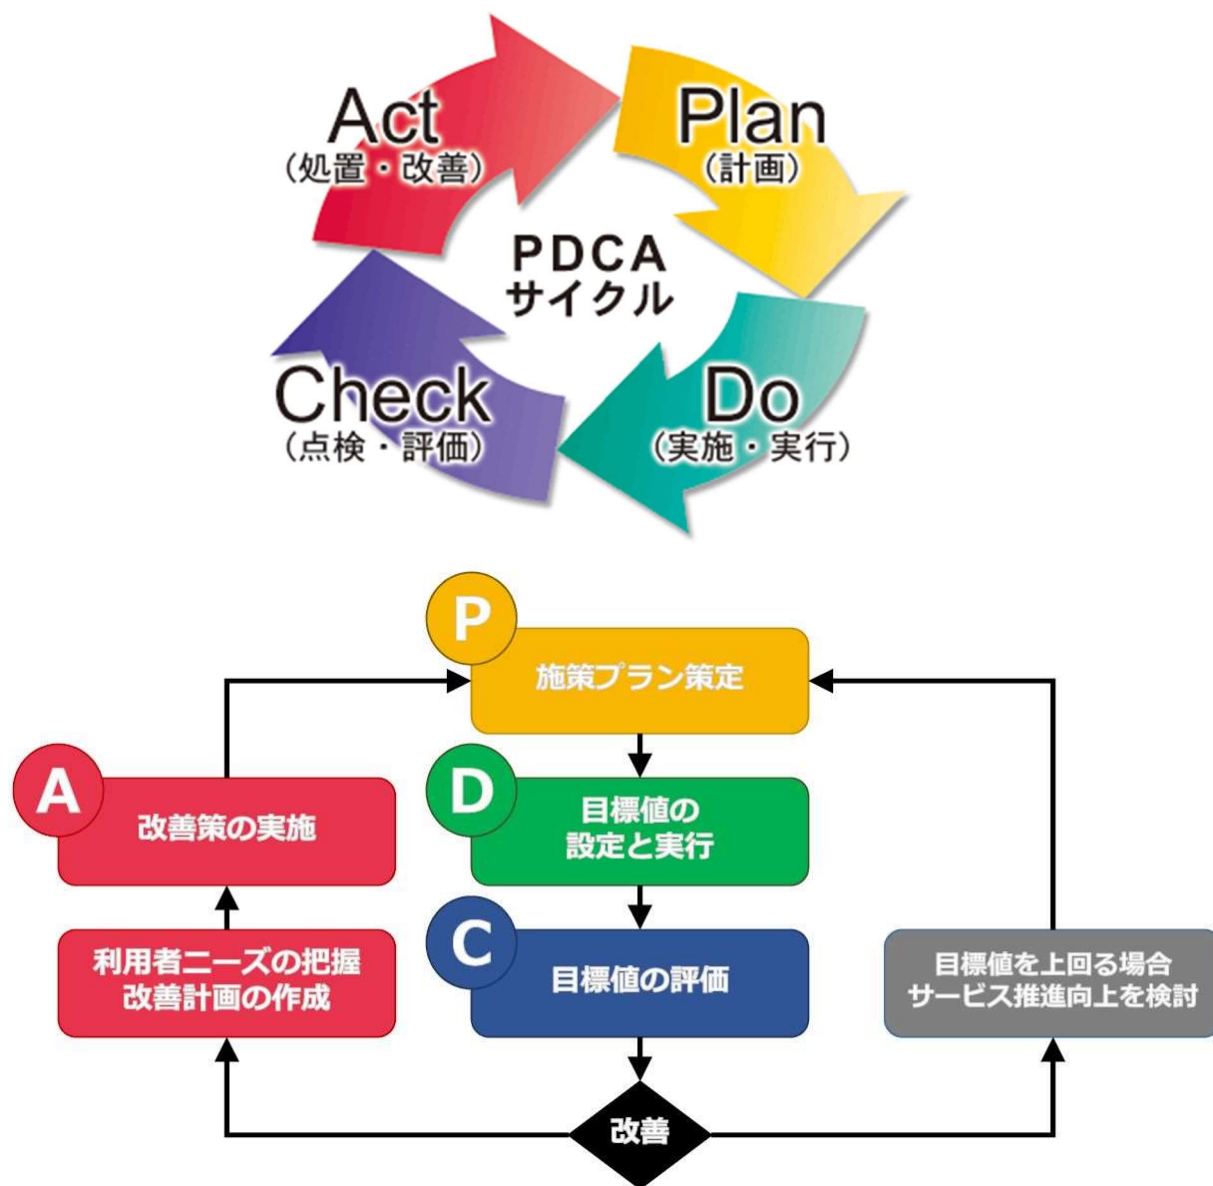 Act
（処置・改善）
Plan
（計画）
PDCA
サイクル
Check
（点検・評価）
Do
（実施・実行）
P
施策プラン策定
A
改善策の実施
D
目標値の
設定と実行
利用者ニーズの把握
改善計画の作成
C
目標値の評価
目標値を上回る場合
サービス推進向上を検討
改善